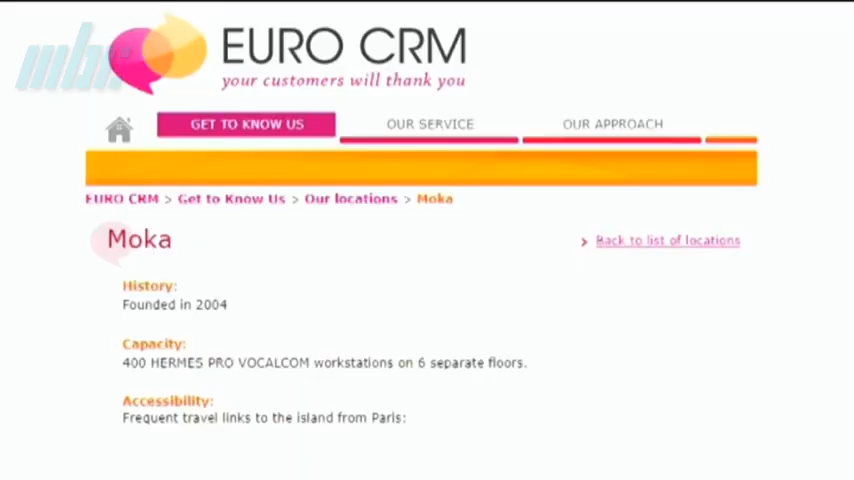 mbc
EURO CRM
your customers will thank you
GET TO KNOW US
OUR SERVICE
OUR APPROACH
EURO CRM > Get to Know Us > Our locations > Moka
Moka
> Back to list of locations
History:
Founded in 2004
Capacity:
400 HERMES PRO VOCALCOM workstations on 6 separate floors.
Accessibility:
Frequent travel links to the island from Paris: